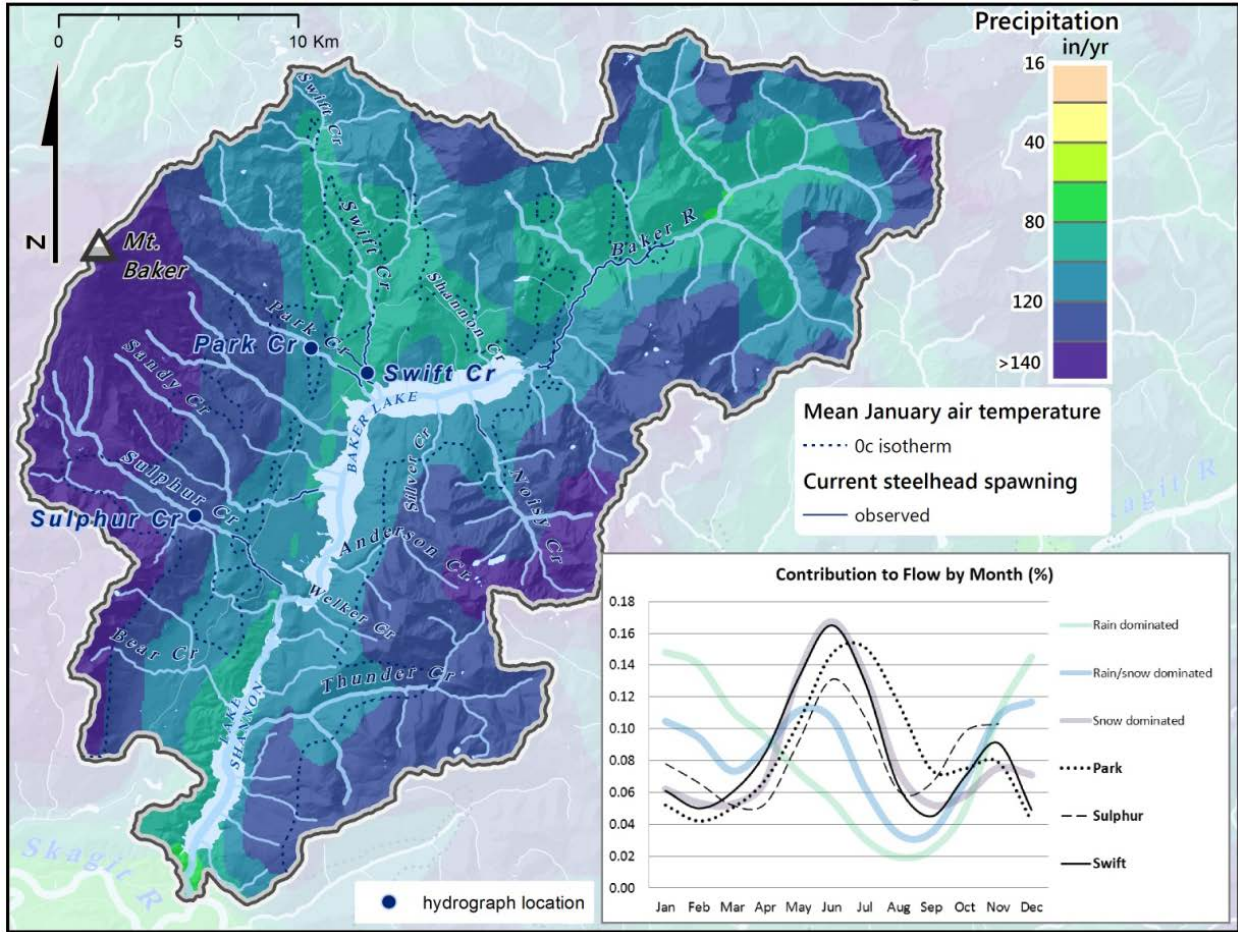 0 5 10 Km
Precipitation
in/yr
16
40
80
120
>140
N
Mt.
Baker
Swift Cr
Swift Cr
Shannon Cr
Baker R
Park Cr
Park Cr
Swift Cr
Sandy Cr
BAKER LAKE
Silver Cr
Noisy Cr
Sulphur Cr
Sulphur Cr
Anderson Cr
Welker Cr
Bear Cr
Thunder Cr
LAKE
SHANNON
Skagit R
Skagit R
Mean January air temperature
0c isotherm
Current steelhead spawning
observed
hydrograph location
Contribution to Flow by Month (%)
0.18
0.16
0.14
0.12
0.10
0.08
0.06
0.04
0.02
0.00
Jan Feb Mar Apr May Jun Jul Aug Sep Oct Nov Dec
Rain dominated
Rain/snow dominated
Snow dominated
Park
Sulphur
Swift